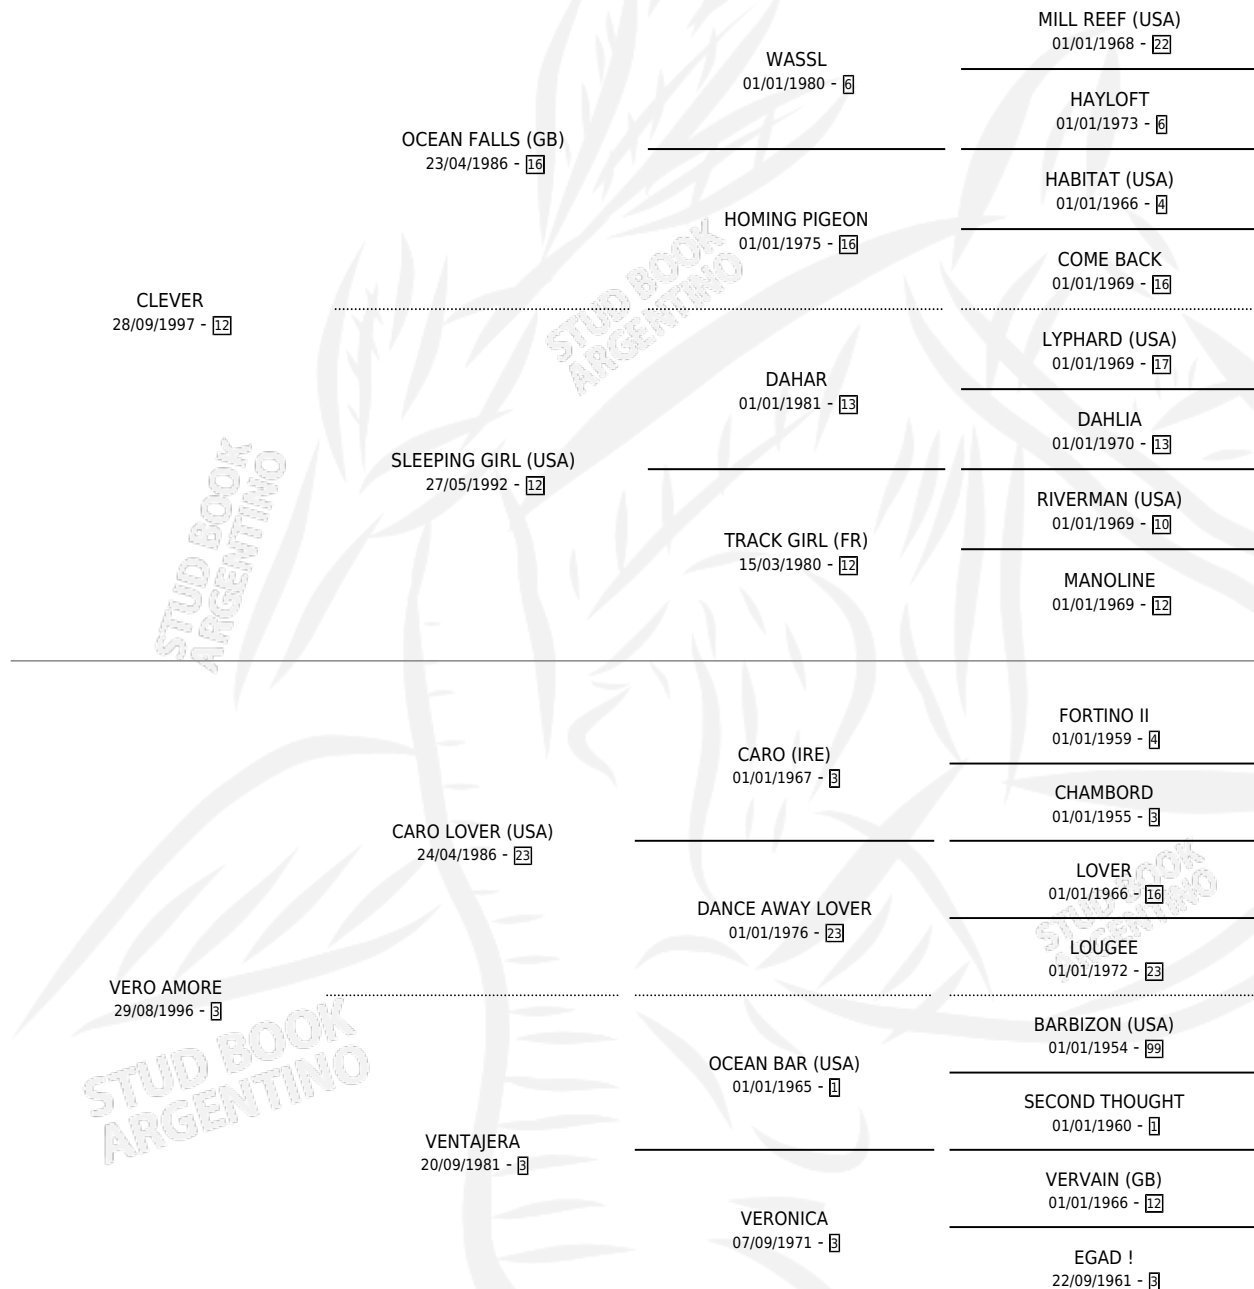 MILL REEF (USA)
01/01/1968 - 22
WASSL
01/01/1980 - 6
HAYLOFT
01/01/1973 - 6
OCEAN FALLS (GB)
23/04/1986 - 16
HABITAT (USA)
01/01/1966 - 4
HOMING PIGEON
01/01/1975 - 16
COME BACK
01/01/1969 - 16
CLEVER
28/09/1997 - 12
LYPHARD (USA)
01/01/1969 - 17
DAHAR
01/01/1981 - 13
DAHLIA
01/01/1970 - 13
SLEEPING GIRL (USA)
27/05/1992 - 12
RIVERMAN (USA)
01/01/1969 - 10
TRACK GIRL (FR)
15/03/1980 - 12
MANOLINE
01/01/1969 - 12
FORTINO II
01/01/1959 - 4
CARO (IRE)
01/01/1967 - 3
CHAMBORD
01/01/1955 - 3
CARO LOVER (USA)
24/04/1986 - 23
LOVER
01/01/1966 - 16
DANCE AWAY LOVER
01/01/1976 - 23
LOUGEE
01/01/1972 - 23
VERO AMORE
29/08/1996 - 3
BARBIZON (USA)
01/01/1954 - 99
OCEAN BAR (USA)
01/01/1965 - 1
SECOND THOUGHT
01/01/1960 - 1
VENTAJERA
20/09/1981 - 3
VERVAIN (GB)
01/01/1966 - 12
VERONICA
07/09/1971 - 3
EGAD !
22/09/1961 - 3
STUD BOOK
ARGENTINO
STUD BOOK
ARGENTINO
STUD BOOK
ARGENTINO
STUD BOOK
ARGENTINO